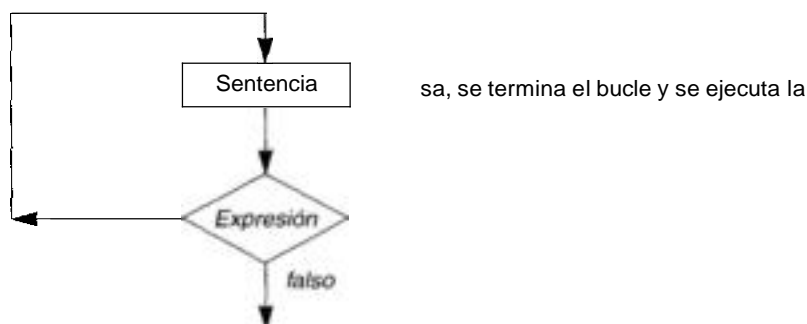 Sentencia
sa, se termina el bucle y se ejecuta la
Expresión
falso